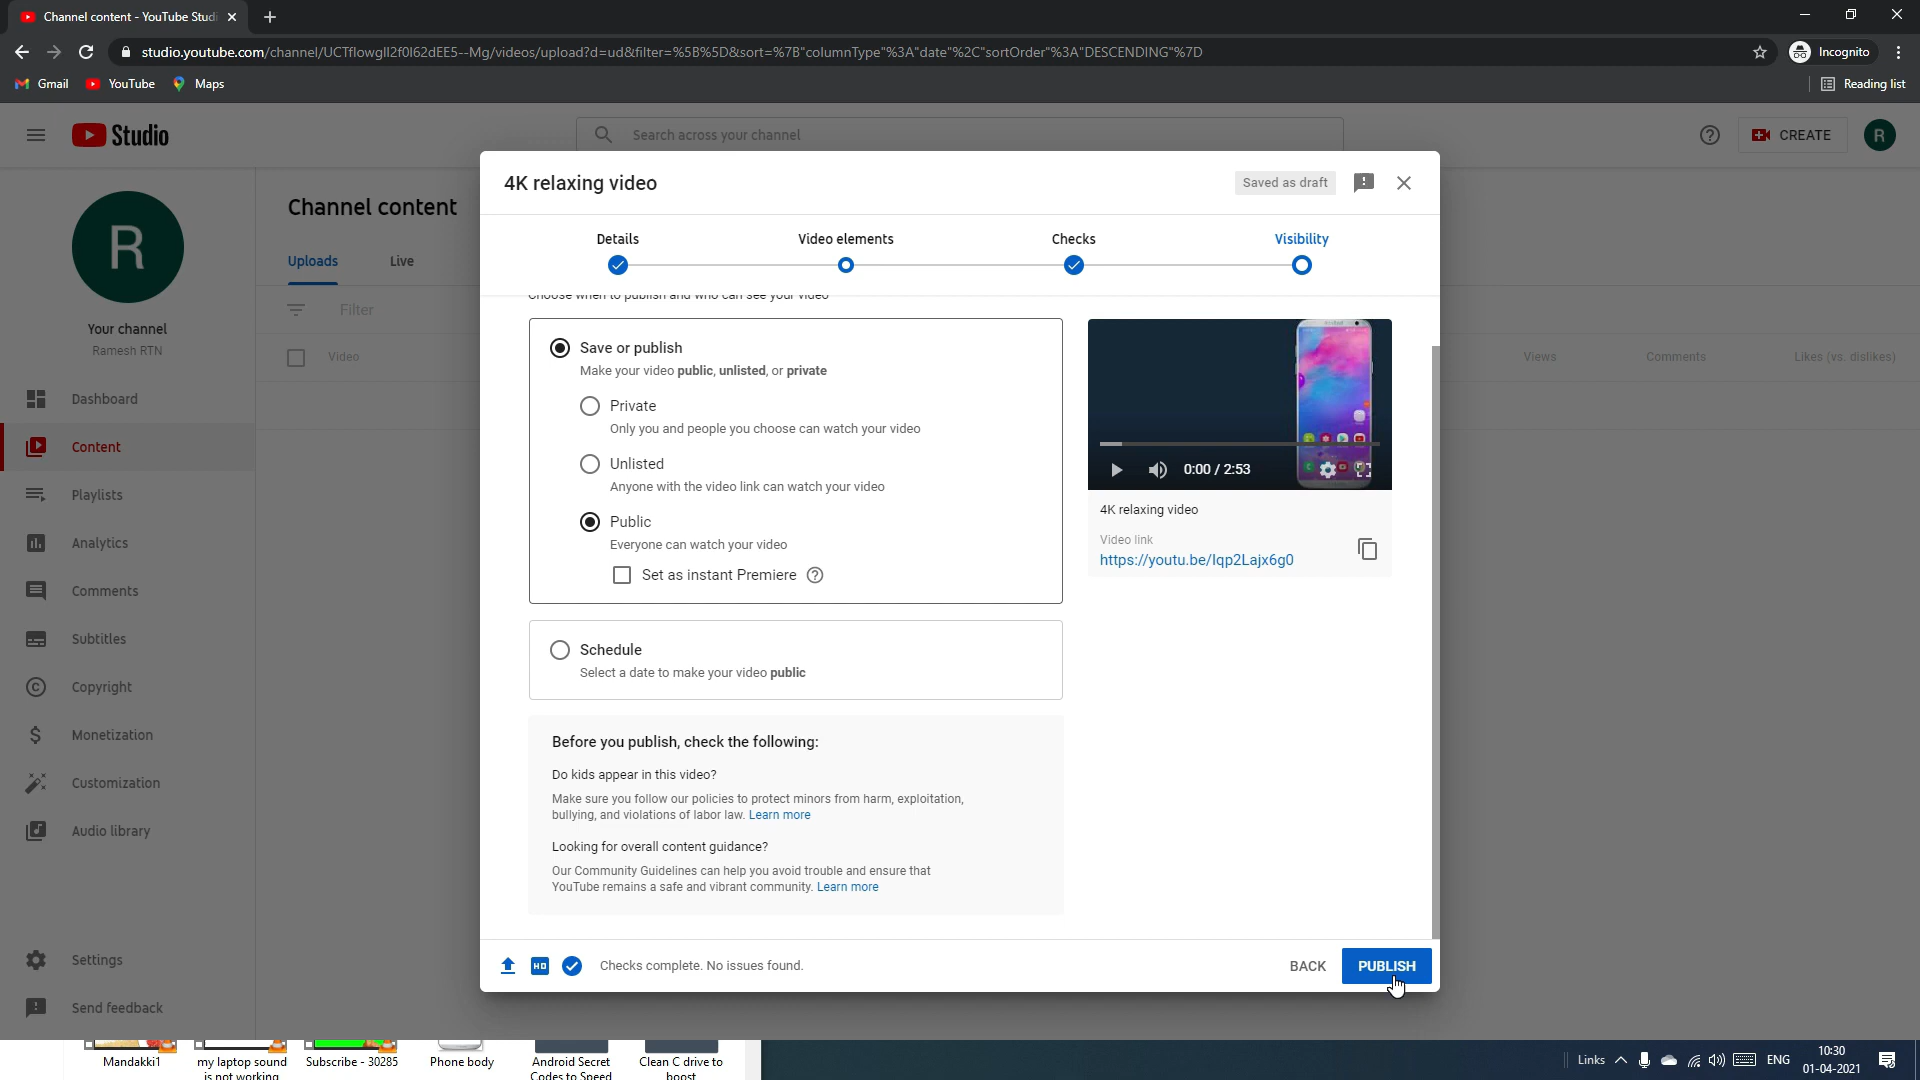 Channel content - YouTube Studi
studio.youtube.com/channel/UCTflowgll2f0l62dEE5--Mg/videos/upload?d=ud&filter=%5B%5D&sort=%7B"columnType"%3A"date"%2C"sortOrder"%3A"DESCENDING"%7D
Incognito
Gmail
YouTube
Maps
Reading list
Studio
Search across your channel
CREATE
R
R
Your channel
Ramesh RTN
Dashboard
Content
Playlists
Analytics
Comments
Subtitles
Copyright
Monetization
Customization
Audio library
Settings
Send feedback
Channel content
Uploads
Live
Filter
Video
Views
Comments
Likes (vs. dislikes)
4K relaxing video
Saved as draft
Details
Video elements
Checks
Visibility
Choose when to publish and who can see your video
Save or publish
Make your video public, unlisted, or private
Private
Only you and people you choose can watch your video
Unlisted
Anyone with the video link can watch your video
Public
Everyone can watch your video
Set as instant Premiere
Schedule
Select a date to make your video public
Before you publish, check the following:
Do kids appear in this video?
Make sure you follow our policies to protect minors from harm, exploitation,
bullying, and violations of labor law. Learn more
Looking for overall content guidance?
Our Community Guidelines can help you avoid trouble and ensure that
YouTube remains a safe and vibrant community. Learn more
0:00 / 2:53
4K relaxing video
Video link
https://youtu.be/lqp2Lajx6g0
HD
Checks complete. No issues found.
BACK
PUBLISH
Mandakki1
my laptop sound
is not working
Subscribe - 30285
Phone body
Android Secret
Codes to Speed
Clean C drive to
boost
Links
ENG
10:30
01-04-2021